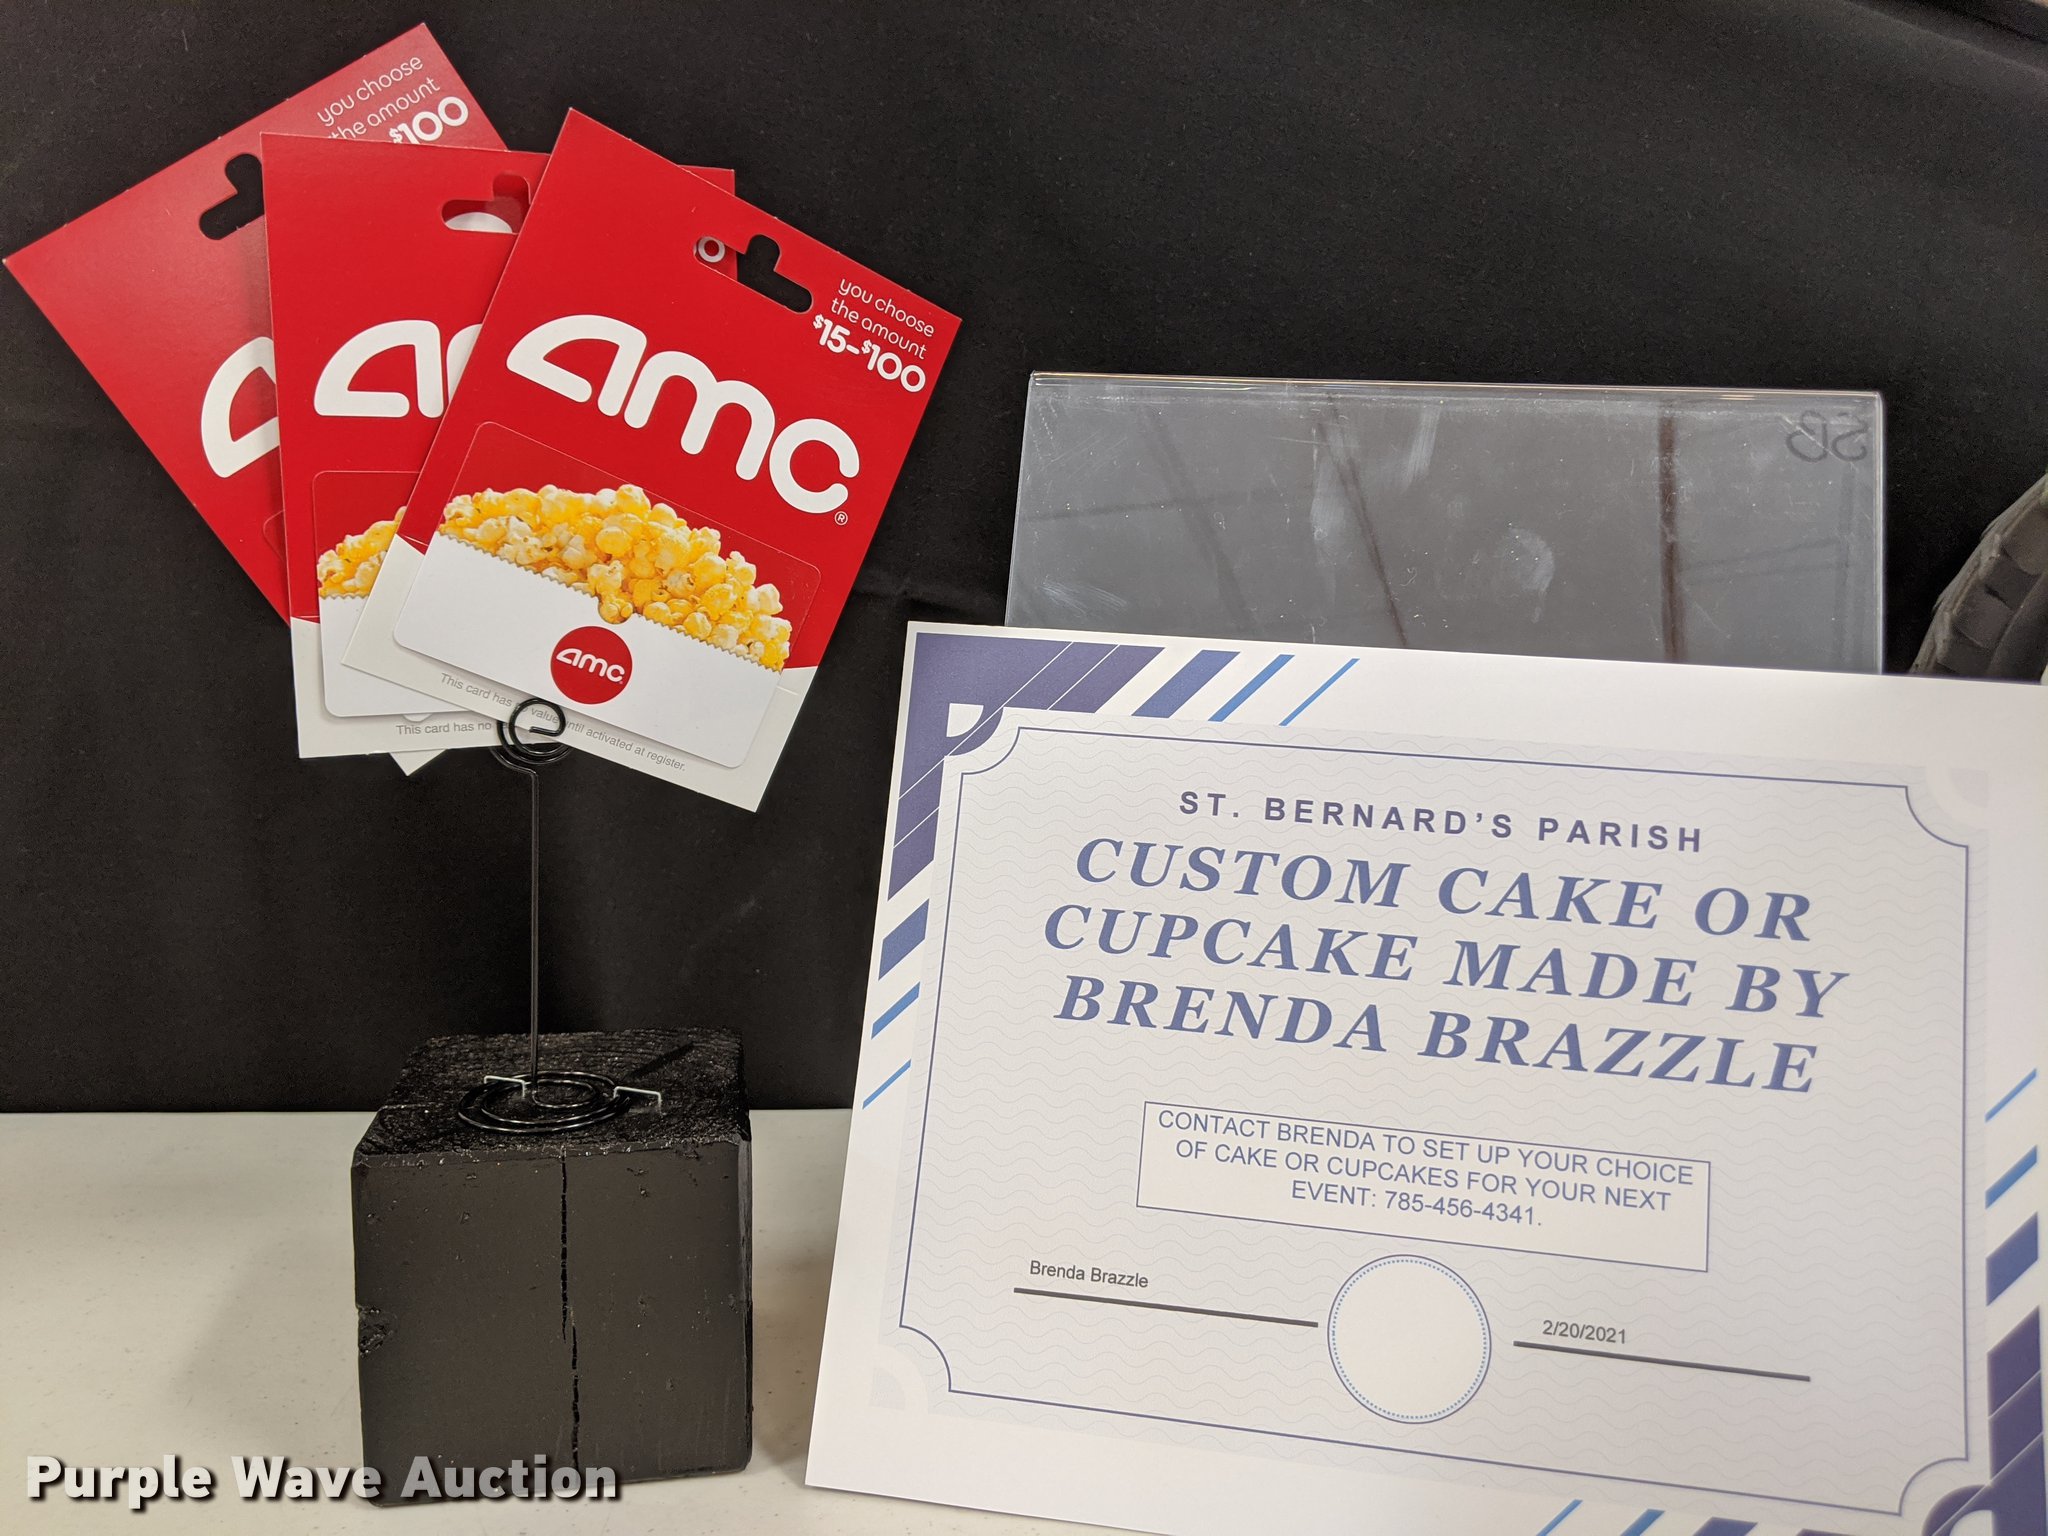 you choose
the amount
$100
amc
you choose
the amount
$15-$100
amc®
amc
This card has no
This card has no value until activated at register.
SB
ST. BERNARD'S PARISH
CUSTOM CAKE OR
CUPCAKE MADE BY
BRENDA BRAZZLE
CONTACT BRENDA TO SET UP YOUR CHOICE
OF CAKE OR CUPCAKES FOR YOUR NEXT
EVENT: 785-456-4341.
Brenda Brazzle
2/20/2021
Purple Wave Auction